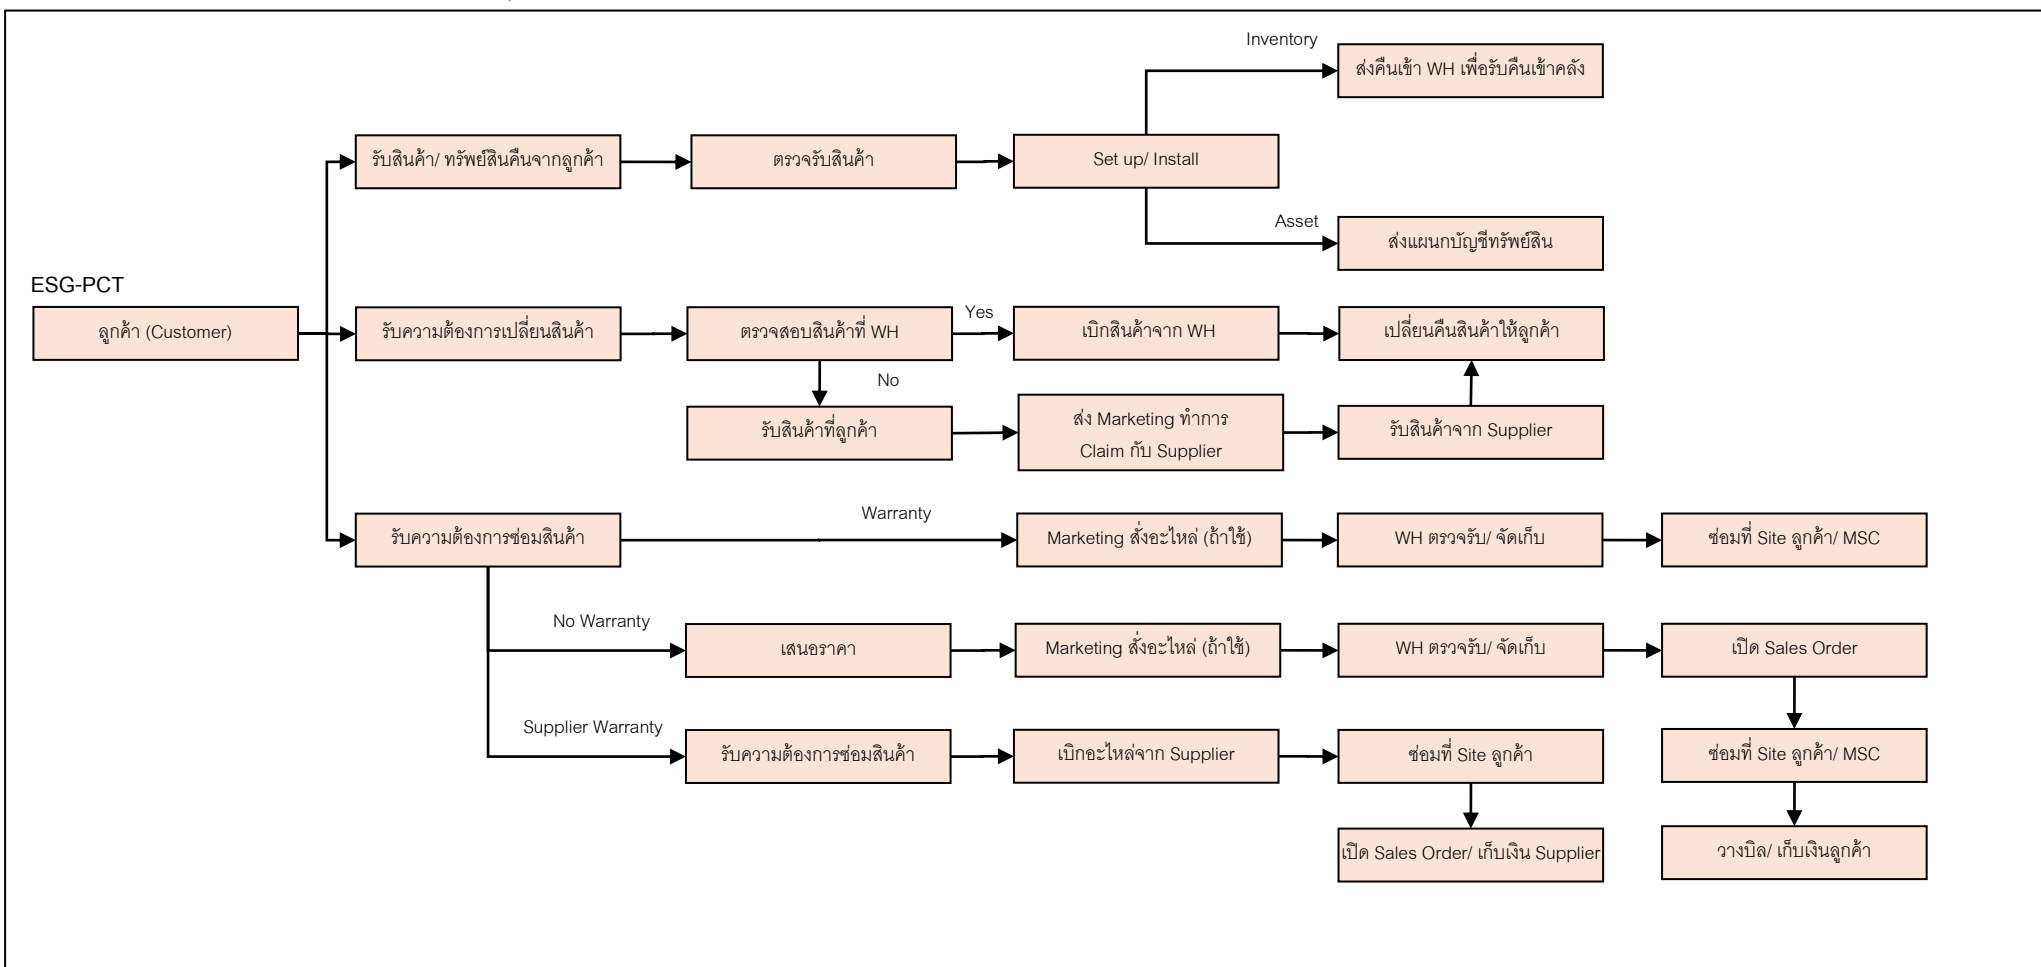 Inventory
ส่งคืนเข้า WH เพื่อรับคืนเข้าคลัง
รับสินค้า/ ทรัพย์สินคืนจากลูกค้า
ตรวจรับสินค้า
Set up/ Install
Asset
ส่งแผนกบัญชีทรัพย์สิน
ESG-PCT
ลูกค้า (Customer)
รับความต้องการเปลี่ยนสินค้า
ตรวจสอบสินค้าที่ WH
Yes
เบิกสินค้าจาก WH
เปลี่ยนคืนสินค้าให้ลูกค้า
No
รับสินค้าที่ลูกค้า
ส่ง Marketing ทำการ
Claim กับ Supplier
รับสินค้าจาก Supplier
รับความต้องการซ่อมสินค้า
Warranty
Marketing สั่งอะไหล่ (ถ้าใช้)
WH ตรวจรับ/ จัดเก็บ
ซ่อมที่ Site ลูกค้า/ MSC
No Warranty
เสนอราคา
Marketing สั่งอะไหล่ (ถ้าใช้)
WH ตรวจรับ/ จัดเก็บ
เปิด Sales Order
Supplier Warranty
รับความต้องการซ่อมสินค้า
เบิกอะไหล่จาก Supplier
ซ่อมที่ Site ลูกค้า
ซ่อมที่ Site ลูกค้า/ MSC
เปิด Sales Order/ เก็บเงิน Supplier
วางบิล/ เก็บเงินลูกค้า